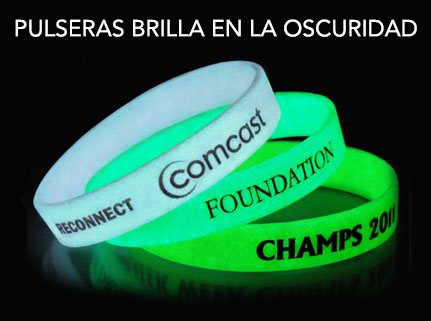 PULSERAS BRILLA EN LA OSCURIDAD
RECONNECT comcast
FOUNDATION
CHAMPS 2011